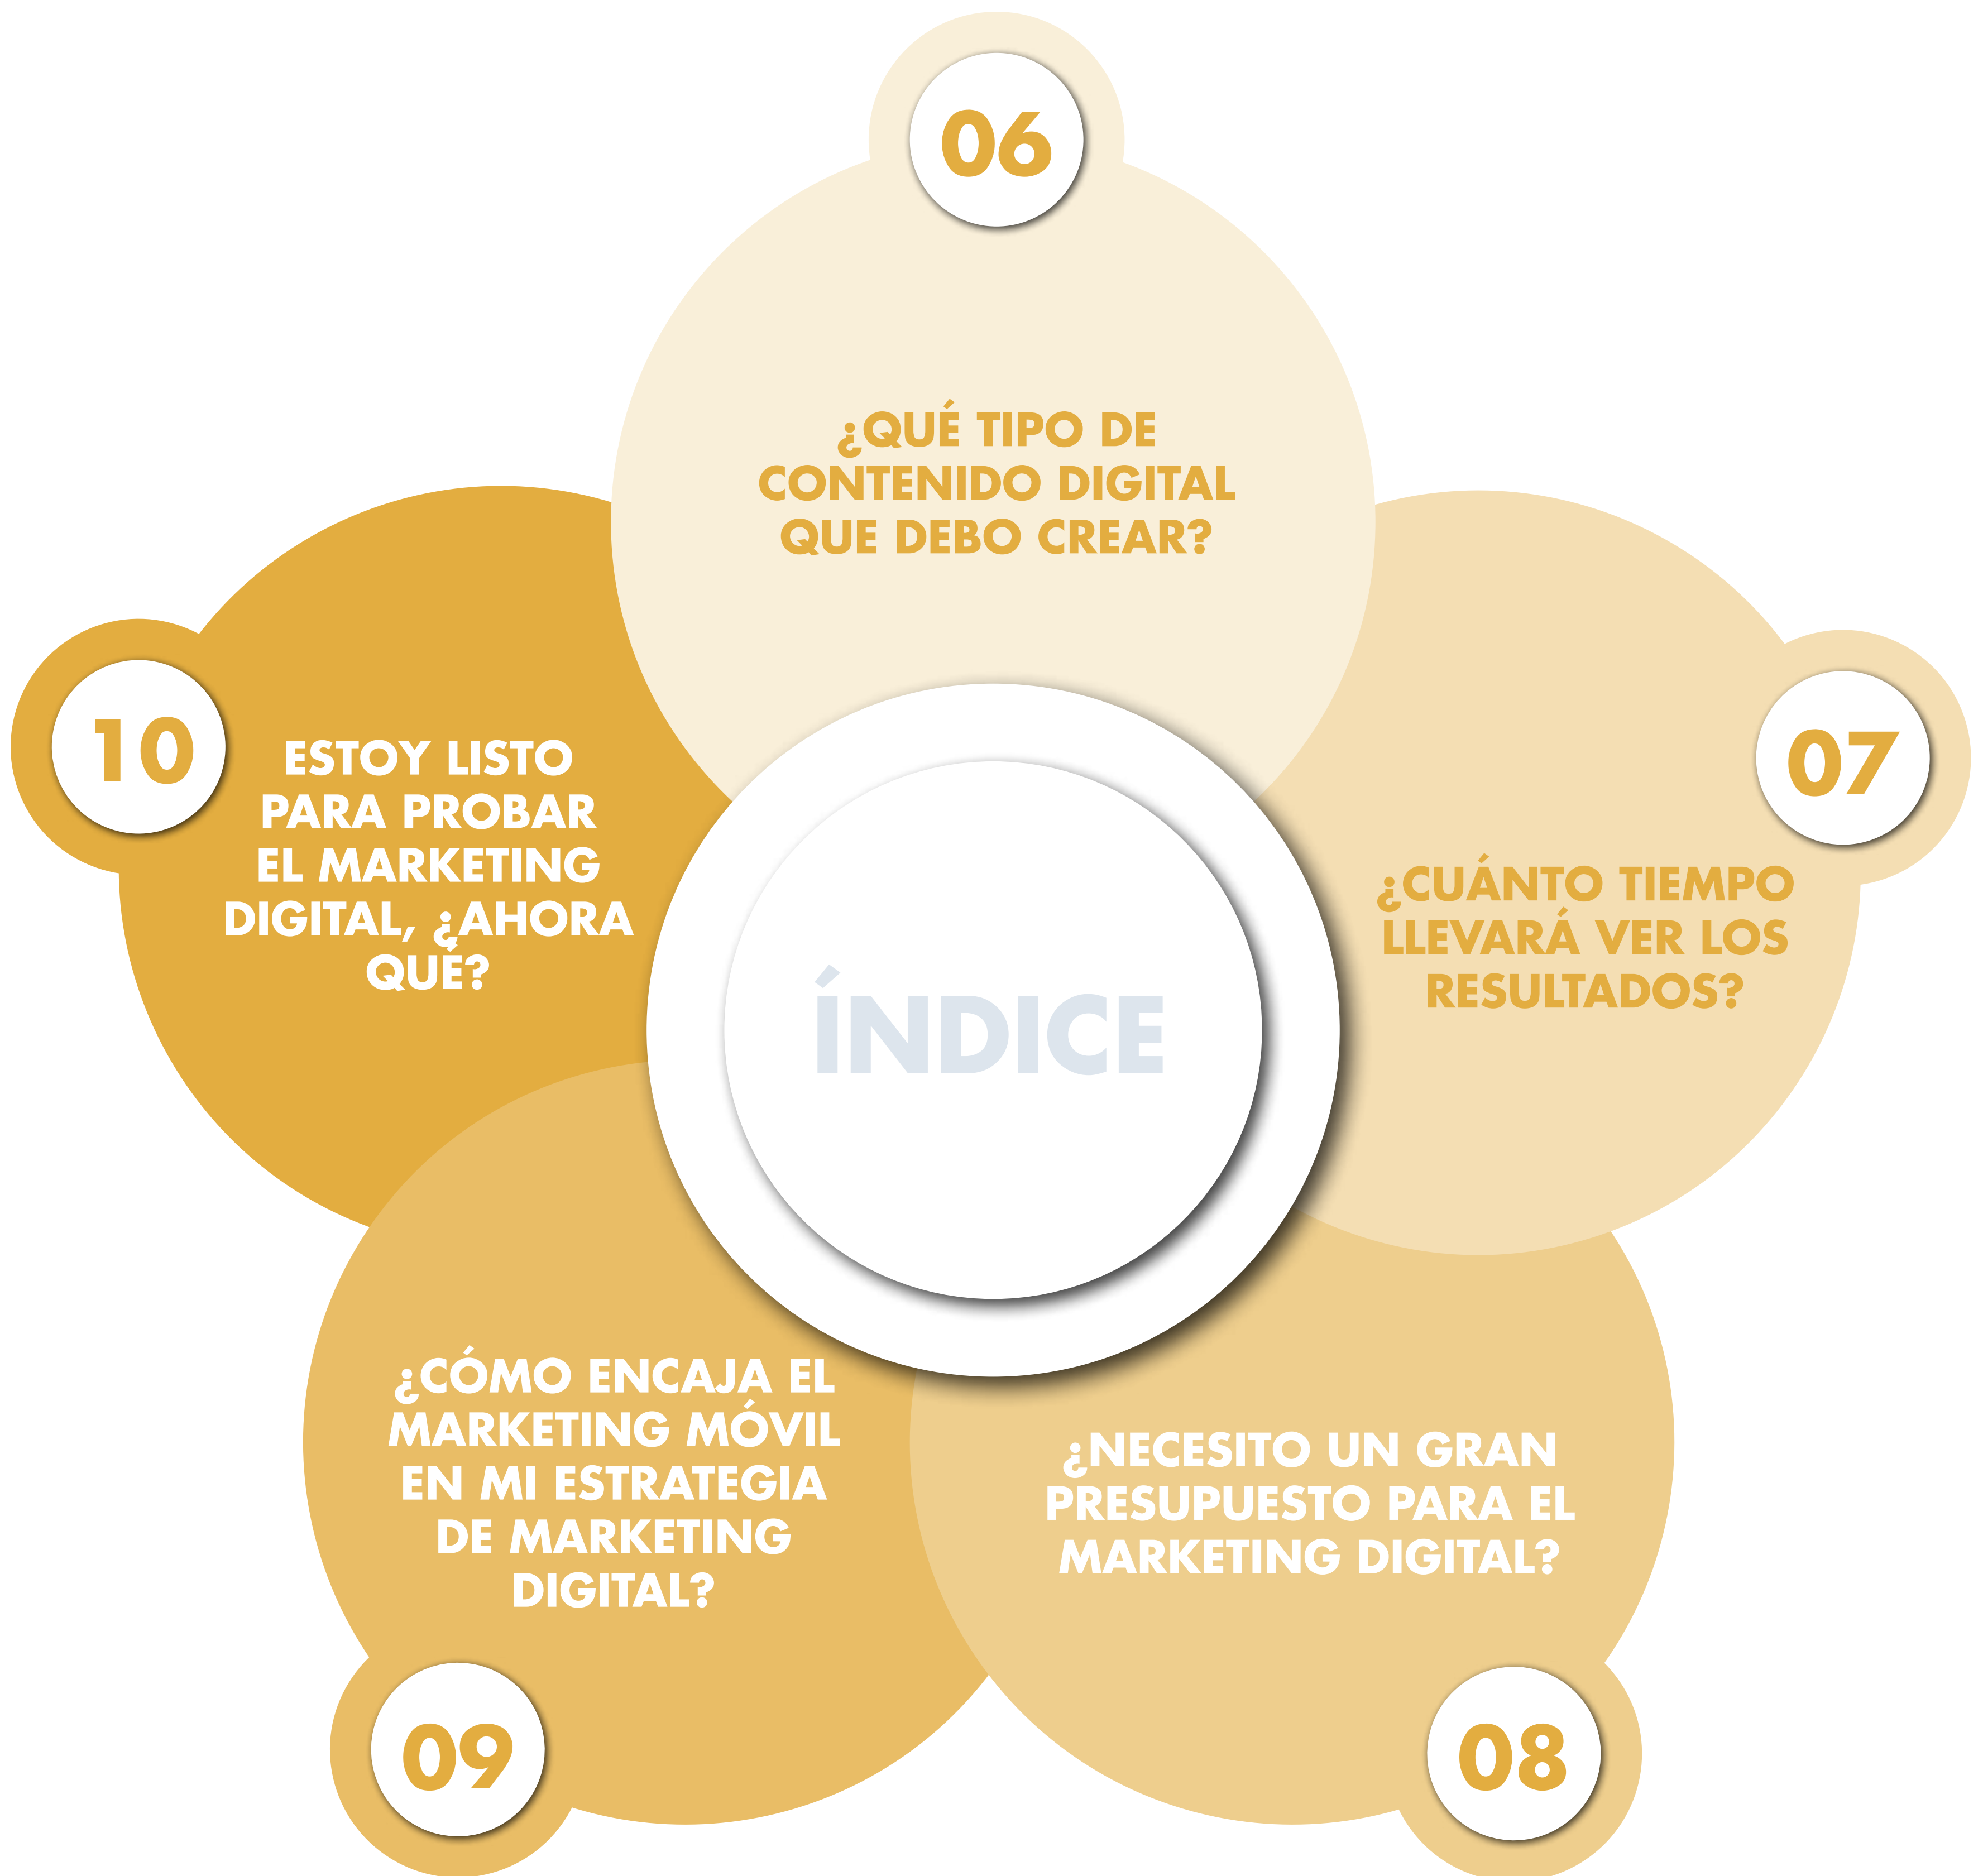 06
¿QUÉ TIPO DE
CONTENIDO DIGITAL
QUE DEBO CREAR?
07
¿CUÁNTO TIEMPO
LLEVARÁ VER LOS
RESULTADOS?
08
¿NECESITO UN GRAN
PRESUPUESTO PARA EL
MARKETING DIGITAL?
09
¿CÓMO ENCAJA EL
MARKETING MÓVIL
EN MI ESTRATEGIA
DE MARKETING
DIGITAL?
10
ESTOY LISTO
PARA PROBAR
EL MARKETING
DIGITAL, ¿AHORA
QUÉ?
ÍNDICE